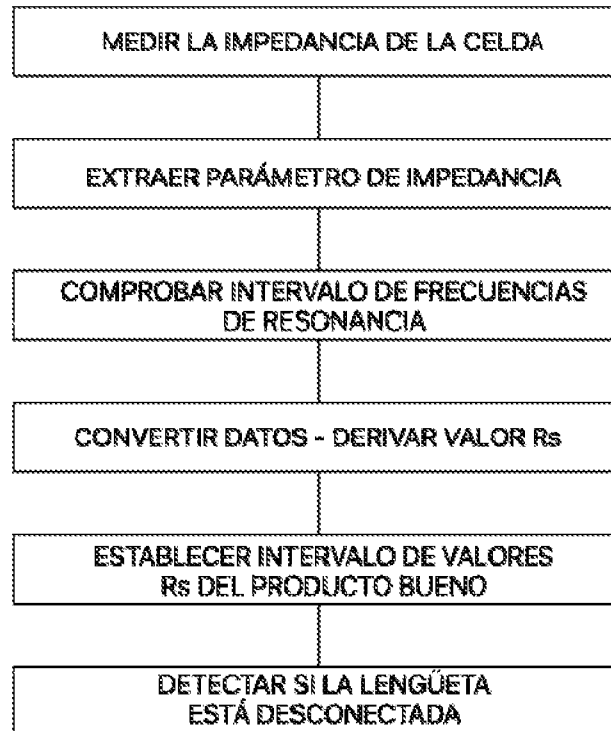 MEDIR LA IMPEDANCIA DE LA CELDA
EXTRAER PARÁMETRO DE IMPEDANCIA
COMPROBAR INTERVALO DE FRECUENCIAS
DE RESONANCIA
CONVERTIR DATOS - DERIVAR VALOR Rs
ESTABLECER INTERVALO DE VALORES
Rs DEL PRODUCTO BUENO
DETECTAR SI LA LENGÜETA
ESTÁ DESCONECTADA